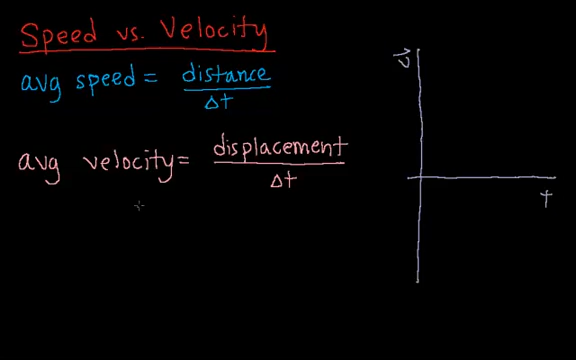 Speed vs. Velocity
avg speed = distance
Δt
avg velocity = displacement
Δt
v⃗
t